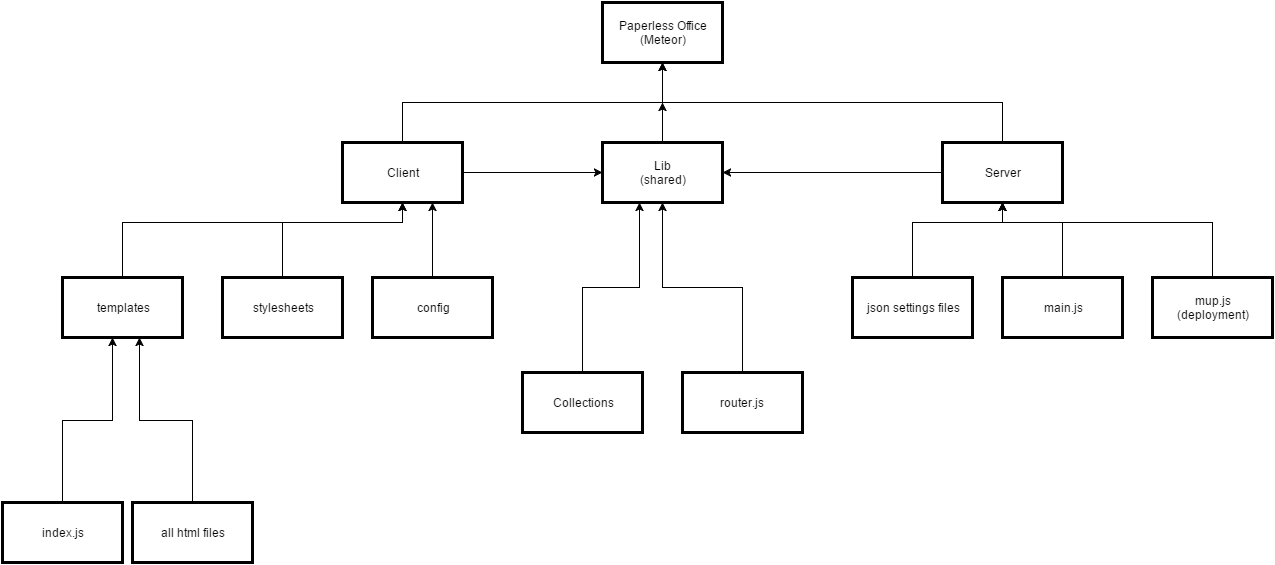 Paperless Office
(Meteor)
Client
Lib
(shared)
Server
templates
stylesheets
config
json settings files
main.js
mup.js
(deployment)
Collections
router.js
index.js
all html files